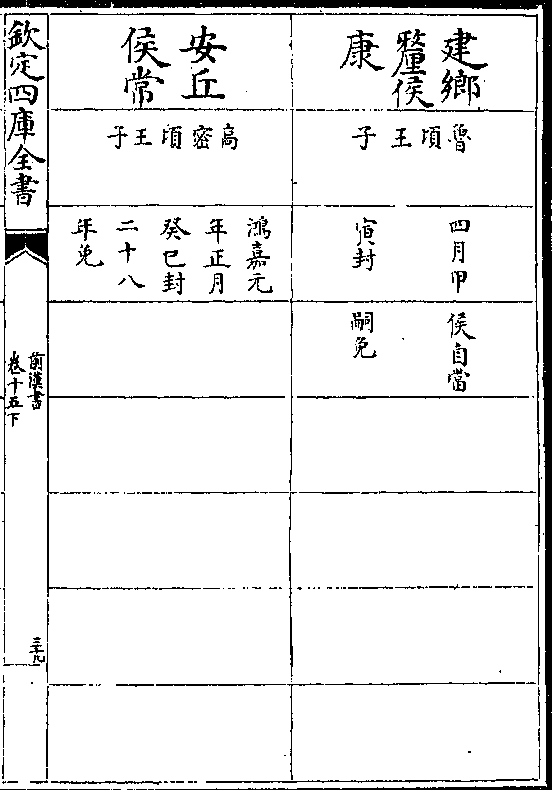 建鄉
釐侯
康
魯頃王子
四月甲
寅封
侯自當
嗣免
安丘
侯常
高密頃王子
鴻嘉元
年正月
癸巳封
二十八
年免
欽定四庫全書
前漢書
卷十五下
三十九